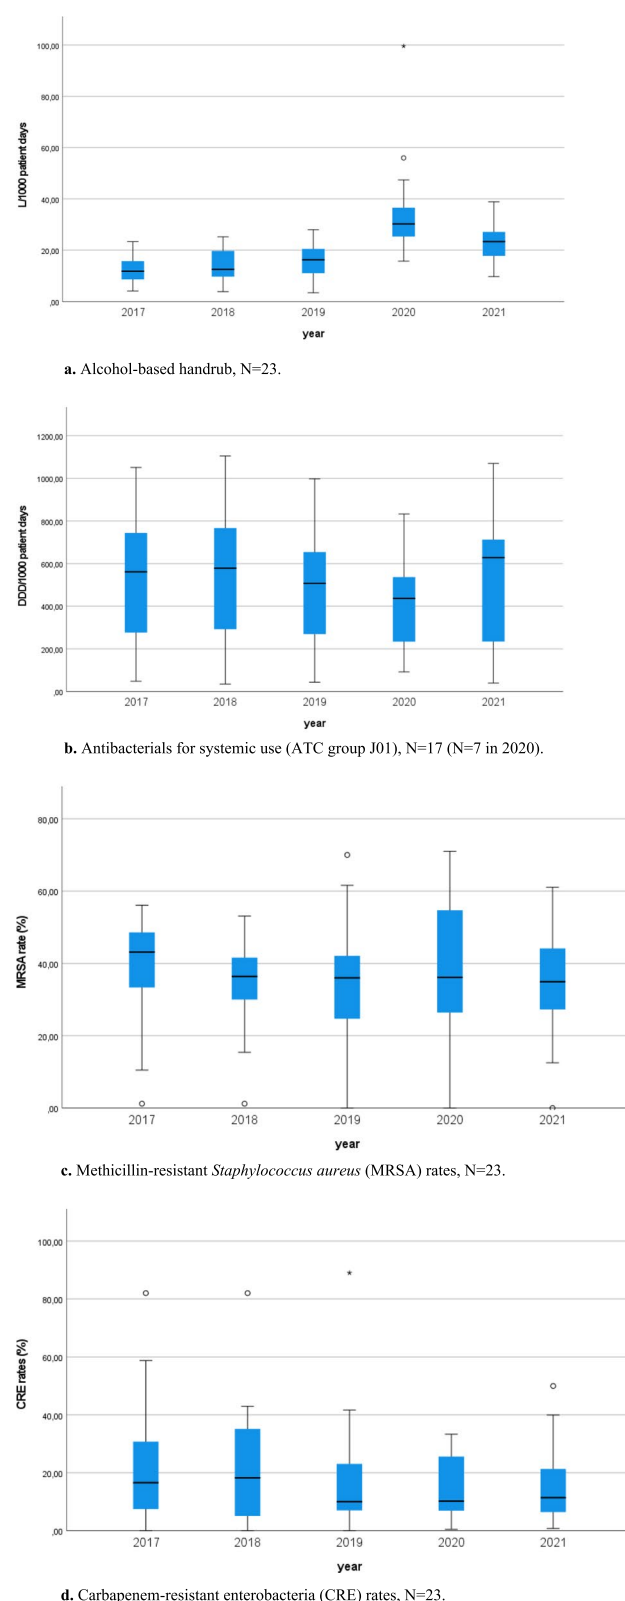 100,00
80,00
60,00
40,00
20,00
,00
L/1000 patient days
2017 2018 2019 2020 2021
year
a. Alcohol-based handrub, N=23.
1200,00
1000,00
800,00
600,00
400,00
200,00
,00
DDD/1000 patient days
2017 2018 2019 2020 2021
year
b. Antibacterials for systemic use (ATC group J01), N=17 (N=7 in 2020).
80,00
60,00
40,00
20,00
,00
MRSA rate (%)
2017 2018 2019 2020 2021
year
c. Methicillin-resistant Staphylococcus aureus (MRSA) rates, N=23.
100,00
80,00
60,00
40,00
20,00
,00
CRE rates (%)
2017 2018 2019 2020 2021
year
d. Carbapenem-resistant enterobacteria (CRE) rates, N=23.